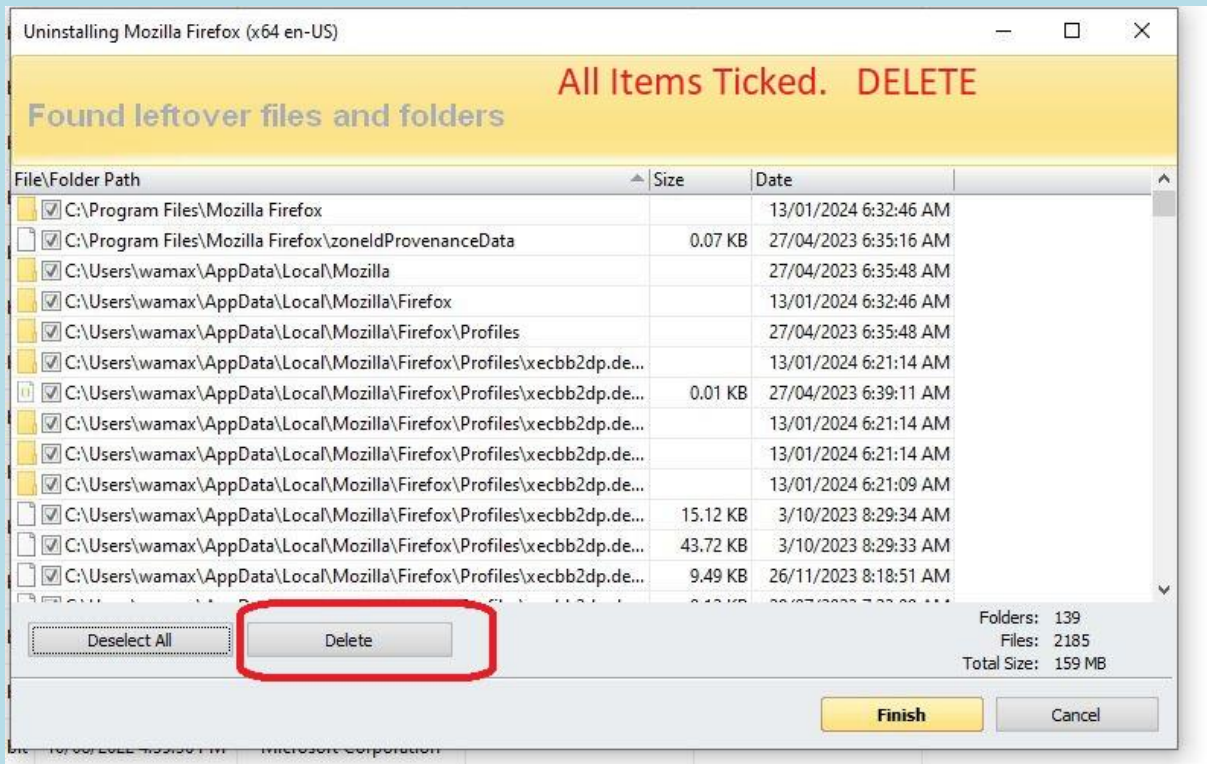 Uninstalling Mozilla Firefox (x64 en-US)
All Items Ticked. DELETE
Found leftover files and folders
File\Folder Path Size Date
C:\Program Files\Mozilla Firefox 13/01/2024 6:32:46 AM
C:\Program Files\Mozilla Firefox\zoneIdProvenanceData 0.07 KB 27/04/2023 6:35:16 AM
C:\Users\wamax\AppData\Local\Mozilla 27/04/2023 6:35:48 AM
C:\Users\wamax\AppData\Local\Mozilla\Firefox 13/01/2024 6:32:46 AM
C:\Users\wamax\AppData\Local\Mozilla\Firefox\Profiles 27/04/2023 6:35:48 AM
C:\Users\wamax\AppData\Local\Mozilla\Firefox\Profiles\xecbb2dp.de... 13/01/2024 6:21:14 AM
C:\Users\wamax\AppData\Local\Mozilla\Firefox\Profiles\xecbb2dp.de... 0.01 KB 27/04/2023 6:39:11 AM
C:\Users\wamax\AppData\Local\Mozilla\Firefox\Profiles\xecbb2dp.de... 13/01/2024 6:21:14 AM
C:\Users\wamax\AppData\Local\Mozilla\Firefox\Profiles\xecbb2dp.de... 13/01/2024 6:21:14 AM
C:\Users\wamax\AppData\Local\Mozilla\Firefox\Profiles\xecbb2dp.de... 13/01/2024 6:21:09 AM
C:\Users\wamax\AppData\Local\Mozilla\Firefox\Profiles\xecbb2dp.de... 15.12 KB 3/10/2023 8:29:34 AM
C:\Users\wamax\AppData\Local\Mozilla\Firefox\Profiles\xecbb2dp.de... 43.72 KB 3/10/2023 8:29:33 AM
C:\Users\wamax\AppData\Local\Mozilla\Firefox\Profiles\xecbb2dp.de... 9.49 KB 26/11/2023 8:18:51 AM
Folders: 139
Deselect All Delete Files: 2185
Total Size: 159 MB
Finish Cancel